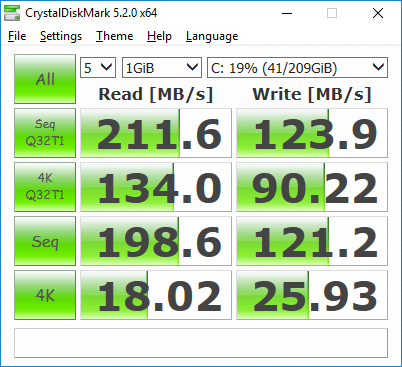 CrystalDiskMark 5.2.0 x64
File Settings Theme Help Language
All 5 1GiB C: 19% (41/209GiB)
Read [MB/s] Write [MB/s]
Seq Q32T1 211.6 123.9
4K Q32T1 134.0 90.22
Seq 198.6 121.2
4K 18.02 25.93